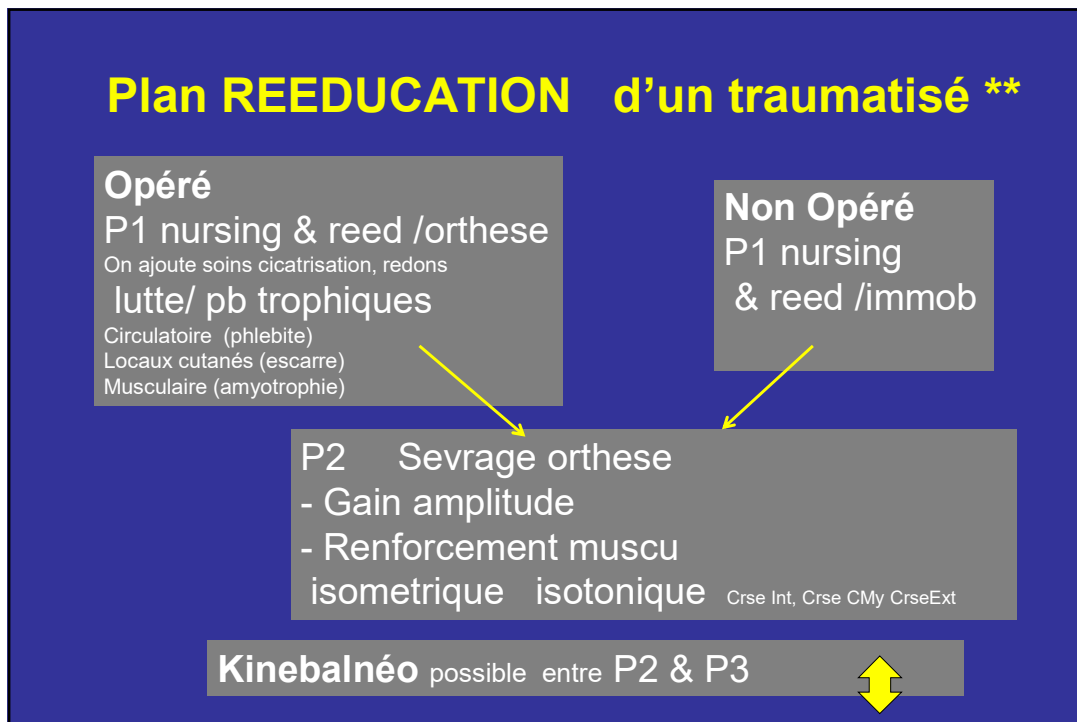 Plan REEDUCATION d'un traumatisé **
Opéré
P1 nursing & reed /orthese
On ajoute soins cicatrisation, redons
lutte/ pb trophiques
Circulatoire (phlebite)
Locaux cutanés (escarre)
Musculaire (amyotrophie)
Non Opéré
P1 nursing
& reed /immob
P2 Sevrage orthese
- Gain amplitude
- Renforcement muscu
isometrique isotonique Crse Int, Crse CMy CrseExt
Kinebalnéo possible entre P2 & P3